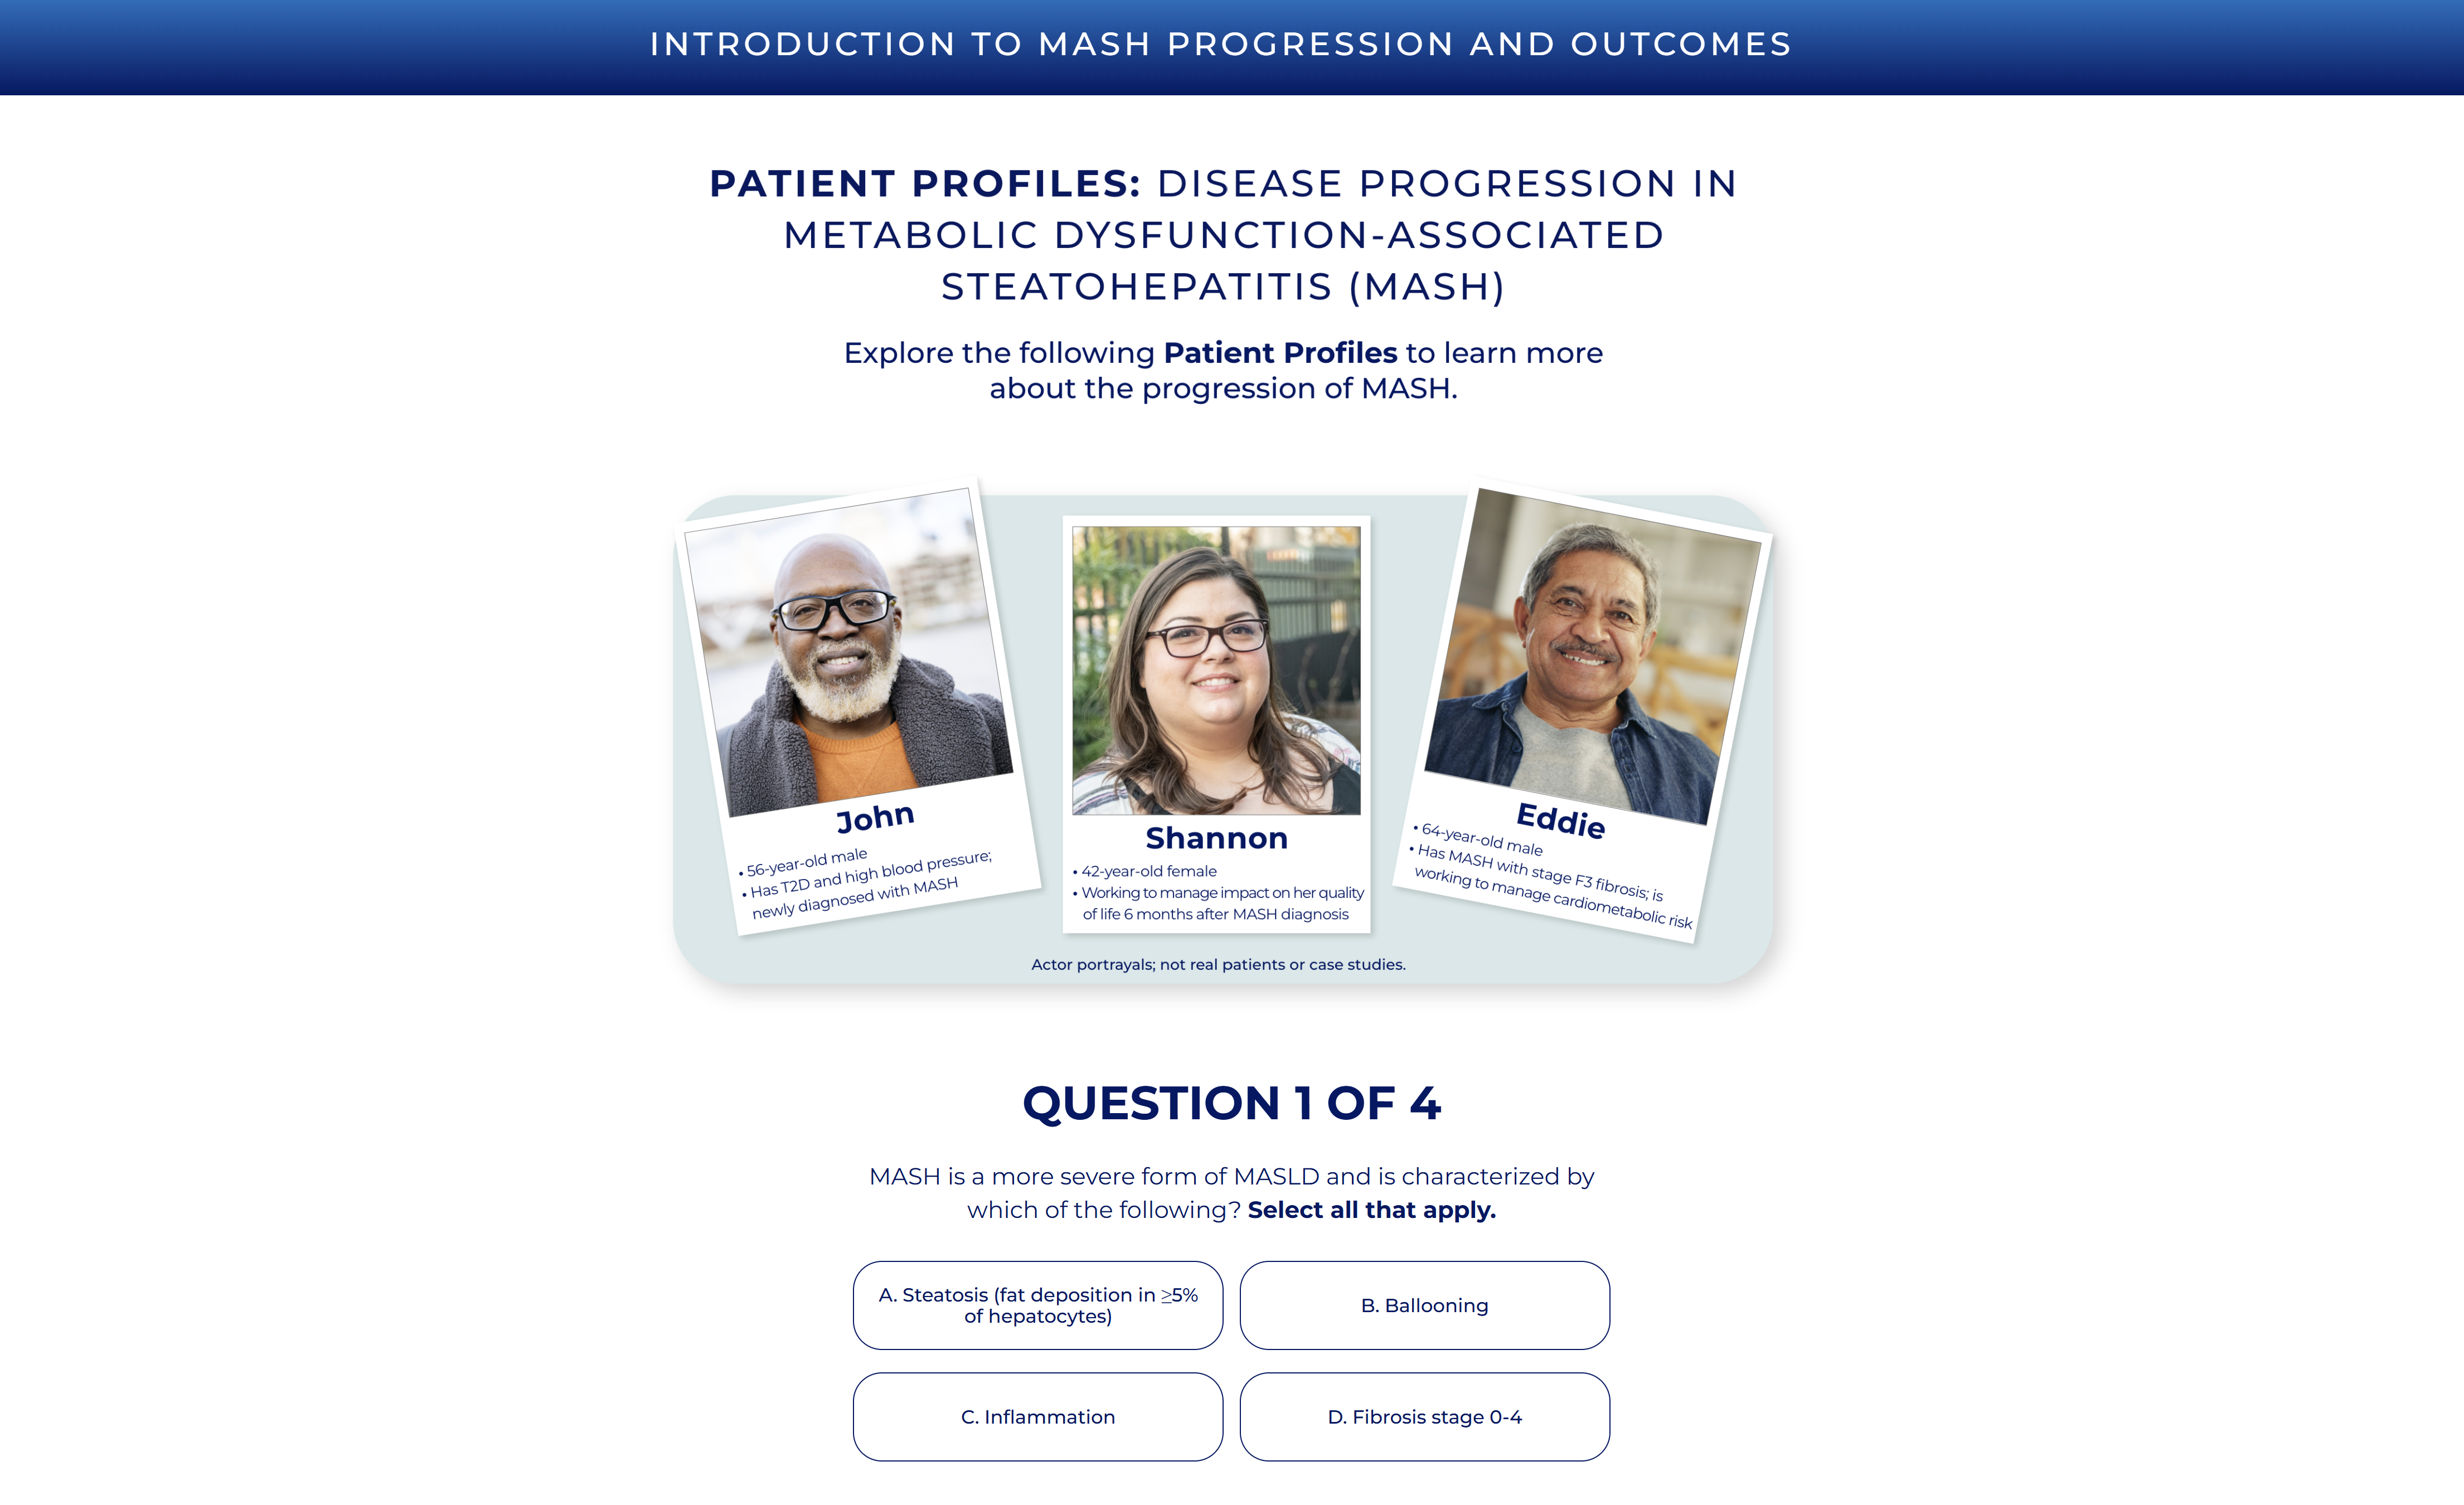 INTRODUCTION TO MASH PROGRESSION AND OUTCOMES
PATIENT PROFILES: DISEASE PROGRESSION IN
METABOLIC DYSFUNCTION-ASSOCIATED
STEATOHEPATITIS (MASH)
Explore the following Patient Profiles to learn more
about the progression of MASH.
John
• 56-year-old male
• Has T2D and high blood pressure;
newly diagnosed with MASH
Shannon
• 42-year-old female
• Working to manage impact on her quality
of life 6 months after MASH diagnosis
Eddie
• 64-year-old male
• Has MASH with stage F3 fibrosis; is
working to manage cardiometabolic risk
Actor portrayals; not real patients or case studies.
QUESTION 1 OF 4
MASH is a more severe form of MASLD and is characterized by
which of the following? Select all that apply.
A. Steatosis (fat deposition in ≥5%
of hepatocytes)
B. Ballooning
C. Inflammation
D. Fibrosis stage 0-4